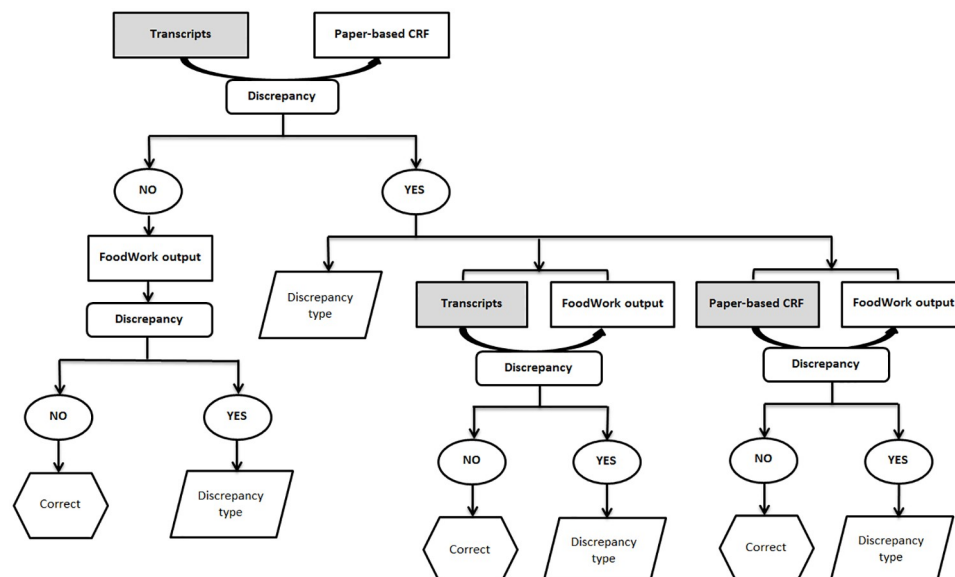 Transcripts
Paper-based CRF
Discrepancy
NO
YES
FoodWork output
Discrepancy
type
Transcripts
FoodWork output
Paper-based CRF
FoodWork output
Discrepancy
Discrepancy
Discrepancy
NO
YES
NO
YES
NO
YES
Correct
Discrepancy
type
Correct
Discrepancy
type
Correct
Discrepancy
type